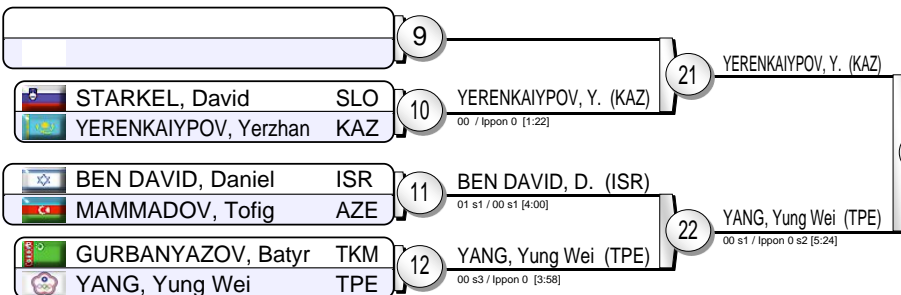 9
21
YERENKAIYPOV, Y. (KAZ)
STARKEL, David SLO
YERENKAIYPOV, Yerzhan KAZ
10
YERENKAIYPOV, Y. (KAZ)
00 / Ippon 0 [1:22]
BEN DAVID, Daniel ISR
MAMMADOV, Tofig AZE
11
BEN DAVID, D. (ISR)
01 s1 / 00 s1 [4:00]
22
YANG, Yung Wei (TPE)
00 s1 / Ippon 0 s2 [5:24]
GURBANYAZOV, Batyr TKM
YANG, Yung Wei TPE
12
YANG, Yung Wei (TPE)
00 s3 / Ippon 0 [3:58]